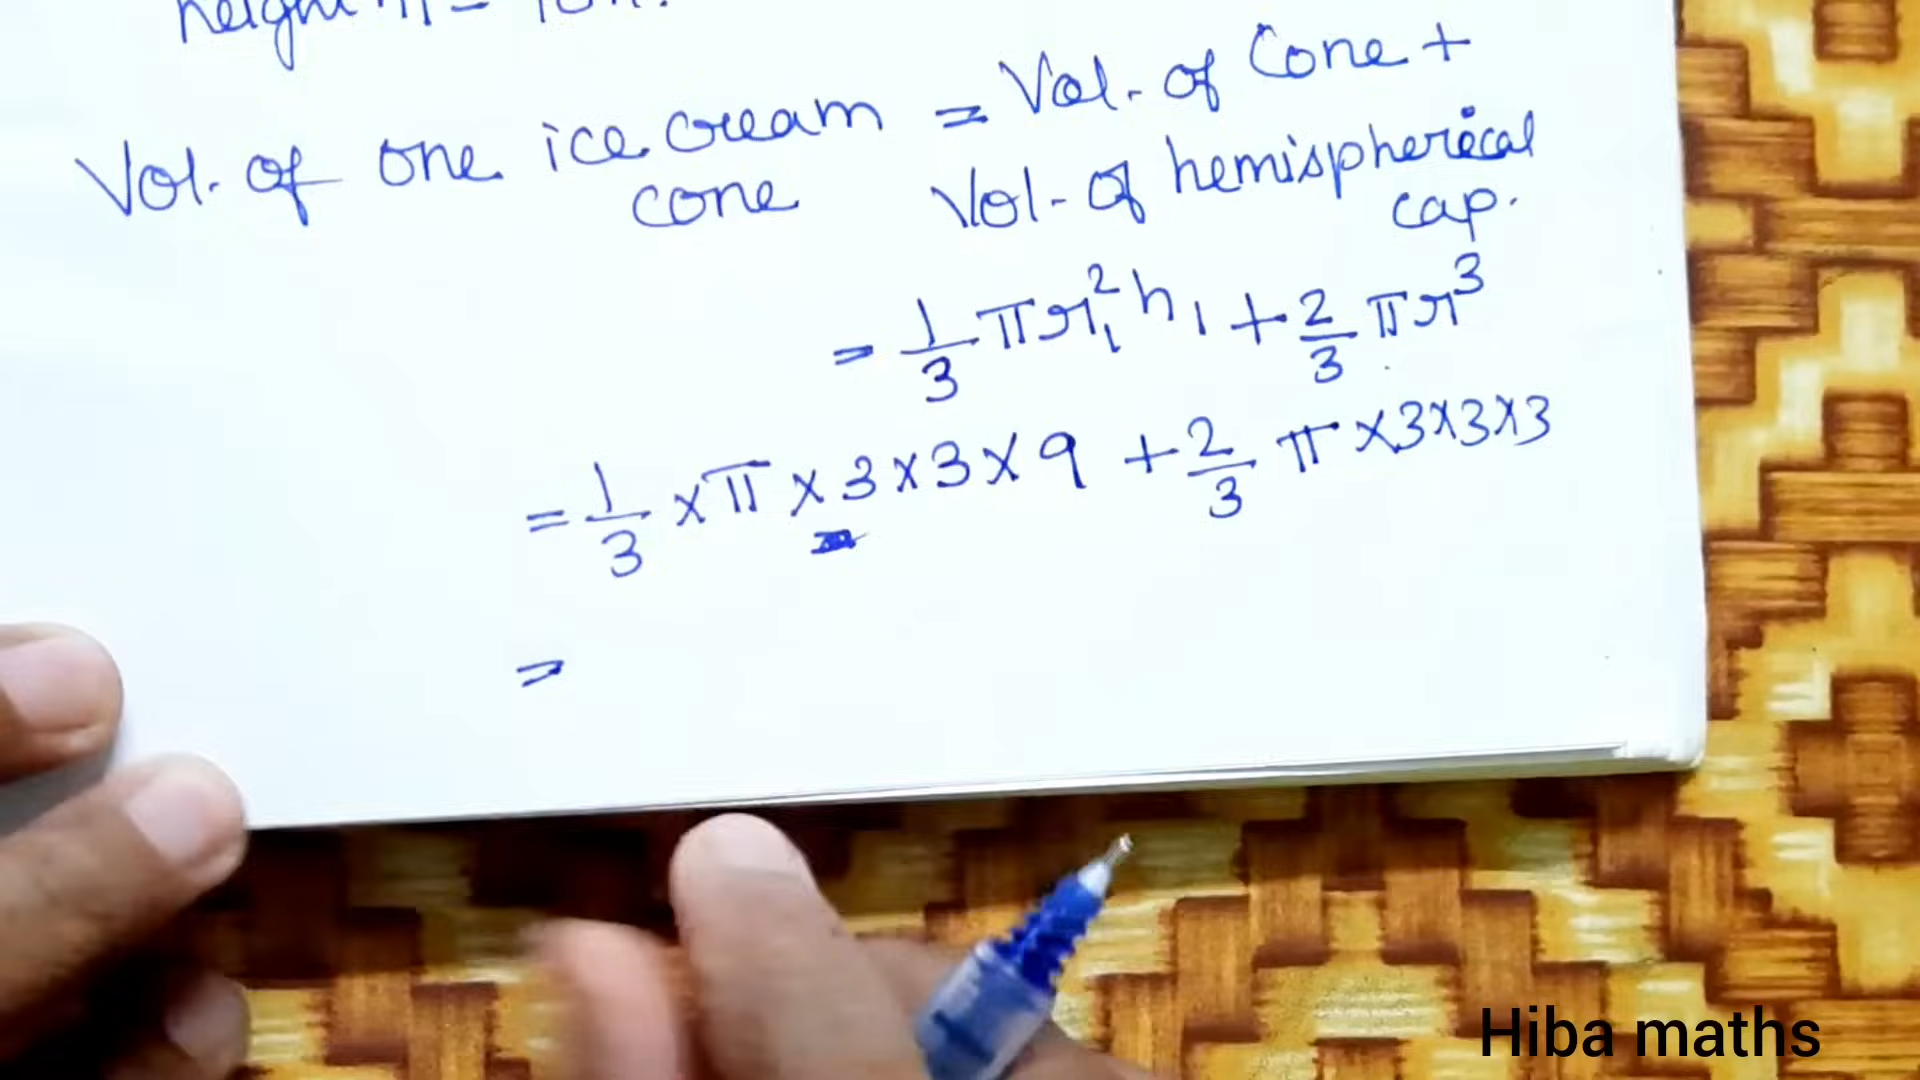 height
Vol. of one ice cream = Vol. of Cone +
cone Vol. of hemispherical
cap.
= 1/3 πr₁²h₁ + 2/3 πr³
= 1/3 × π × 3 × 3 × 9 + 2/3 π × 3 × 3 × 3
=
Hiba maths